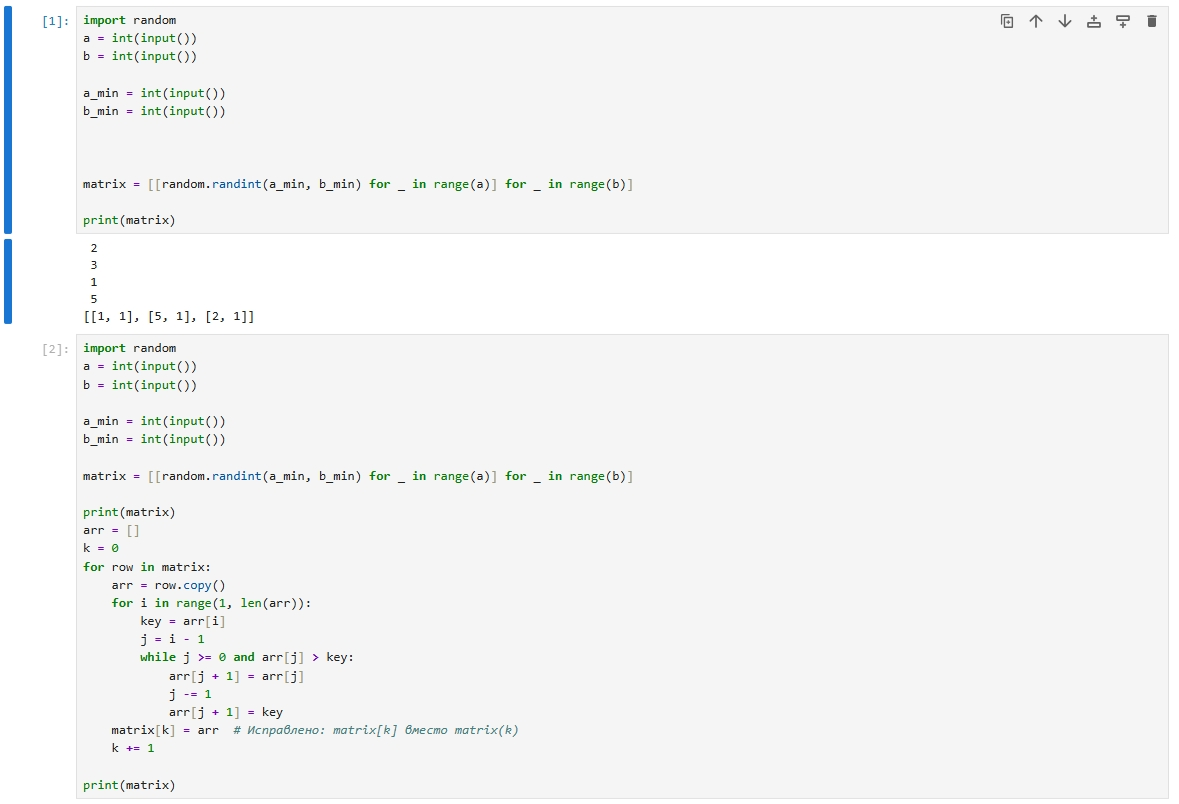 [1]:
import random
a = int(input())
b = int(input())
a_min = int(input())
b_min = int(input())
matrix = [[random.randint(a_min, b_min) for _ in range(a)] for _ in range(b)]
print(matrix)
2
3
1
5
[[1, 1], [5, 1], [2, 1]]
[2]:
import random
a = int(input())
b = int(input())
a_min = int(input())
b_min = int(input())
matrix = [[random.randint(a_min, b_min) for _ in range(a)] for _ in range(b)]
print(matrix)
arr = []
k = 0
for row in matrix:
    arr = row.copy()
    for i in range(1, len(arr)):
        key = arr[i]
        j = i - 1
        while j >= 0 and arr[j] > key:
            arr[j + 1] = arr[j]
            j -= 1
            arr[j + 1] = key
    matrix[k] = arr  # Исправлено: matrix[k] вместо matrix(k)
    k += 1
print(matrix)